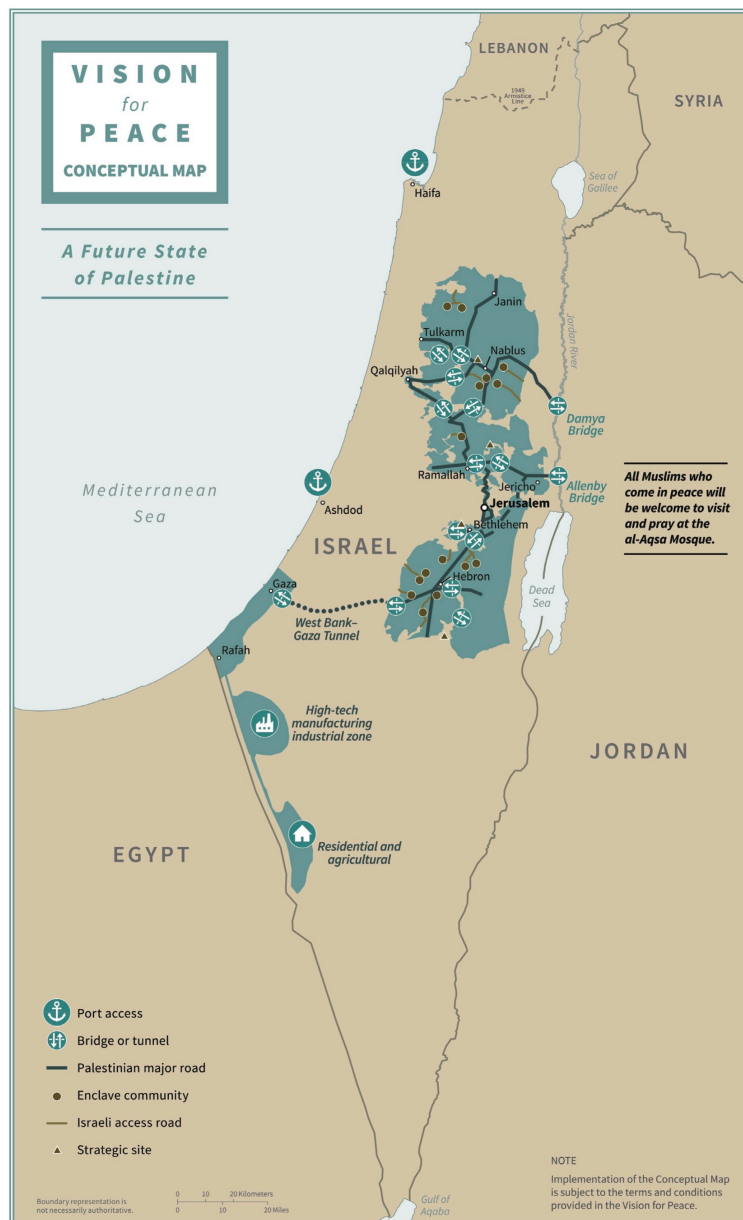 VISION
for
PEACE
CONCEPTUAL MAP
A Future State
of Palestine
LEBANON
1949
Armistice
Line
SYRIA
Haifa
Sea of
Galilee
Janin
Tulkarm
Nablus
Qalqilyah
Jordan River
Damya
Bridge
Ramallah
Jericho
Allenby
Bridge
Mediterranean
Sea
Ashdod
Jerusalem
All Muslims who
come in peace will
be welcome to visit
and pray at the
al-Aqsa Mosque.
ISRAEL
Bethlehem
Gaza
Hebron
Dead
Sea
West Bank–
Gaza Tunnel
Rafah
High-tech
manufacturing
industrial zone
JORDAN
EGYPT
Residential and
agricultural
Port access
Bridge or tunnel
Palestinian major road
Enclave community
Israeli access road
Strategic site
NOTE
Implementation of the Conceptual Map
is subject to the terms and conditions
provided in the Vision for Peace.
Boundary representation is
not necessarily authoritative.
0 10 20 Kilometers
0 10 20 Miles
Gulf of
Aqaba